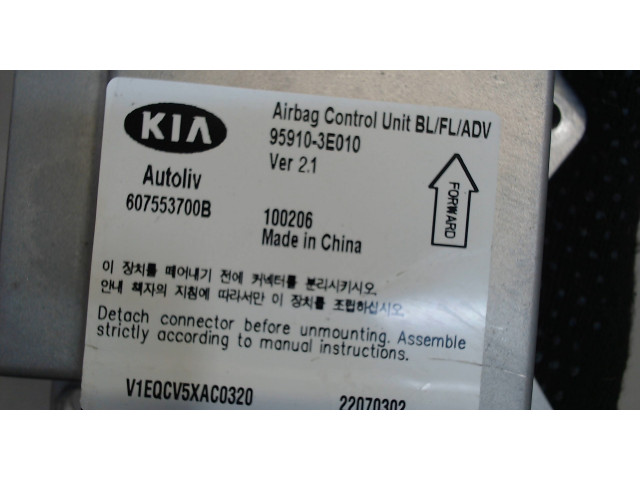 KIA
Airbag Control Unit BL/FL/ADV
95910-3E010
Ver 2.1
Autoliv
607553700B
100206
Made in China
FORWARD
이 장치를 떼어내기 전에 커넥터를 분리시키시오.
안내 책자의 지침에 따라서만 이 장치를 조립하십시오.
Detach connector before unmounting. Assemble
strictly according to manual instructions.
V1EQCV5XAC0320
22070302